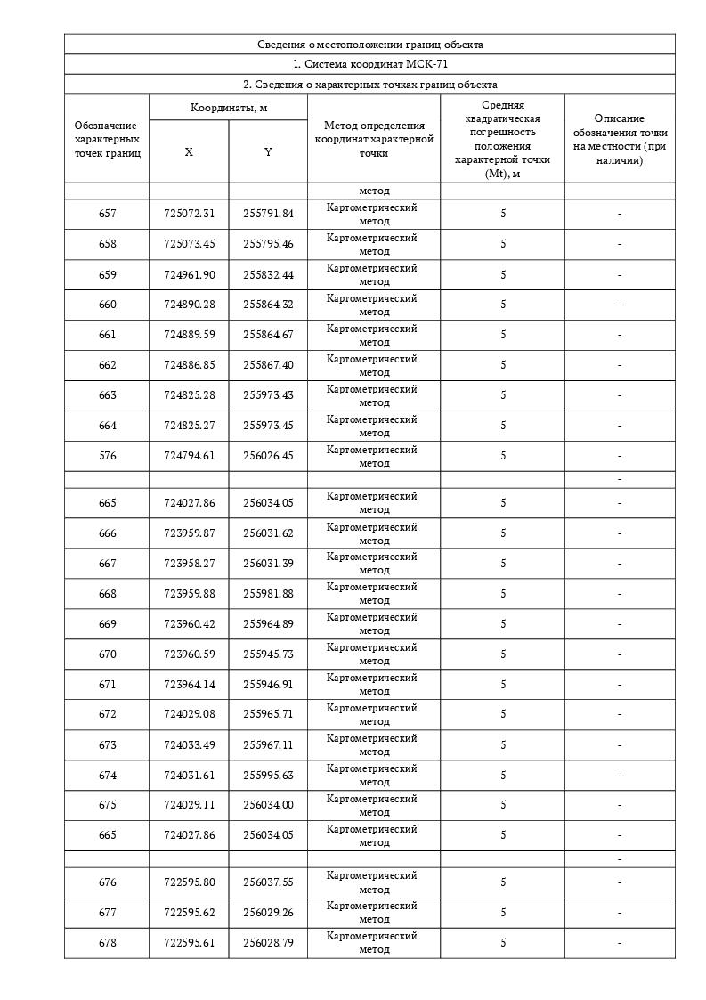 Сведения о местоположении границ объекта
1. Система координат МСК-71
2. Сведения о характерных точках границ объекта
Обозначение
характерных
точек границ
Координаты, м
X
Y
Метод определения
координат характерной
точки
Средняя
квадратическая
погрешность
положения
характерной точки
(Mt), м
Описание
обозначения точки
на местности (при
наличии)
метод
657 725072.31 255791.84 Картометрический
метод 5 -
658 725073.45 255795.46 Картометрический
метод 5 -
659 724961.90 255832.44 Картометрический
метод 5 -
660 724890.28 255864.32 Картометрический
метод 5 -
661 724889.59 255864.67 Картометрический
метод 5 -
662 724886.85 255867.40 Картометрический
метод 5 -
663 724825.28 255973.43 Картометрический
метод 5 -
664 724825.27 255973.45 Картометрический
метод 5 -
576 724794.61 256026.45 Картометрический
метод 5 -
-
665 724027.86 256034.05 Картометрический
метод 5 -
666 723959.87 256031.62 Картометрический
метод 5 -
667 723958.27 256031.39 Картометрический
метод 5 -
668 723959.88 255981.88 Картометрический
метод 5 -
669 723960.42 255964.89 Картометрический
метод 5 -
670 723960.59 255945.73 Картометрический
метод 5 -
671 723964.14 255946.91 Картометрический
метод 5 -
672 724029.08 255965.71 Картометрический
метод 5 -
673 724033.49 255967.11 Картометрический
метод 5 -
674 724031.61 255995.63 Картометрический
метод 5 -
675 724029.11 256034.00 Картометрический
метод 5 -
665 724027.86 256034.05 Картометрический
метод 5 -
-
676 722595.80 256037.55 Картометрический
метод 5 -
677 722595.62 256029.26 Картометрический
метод 5 -
678 722595.61 256028.79 Картометрический
метод 5 -